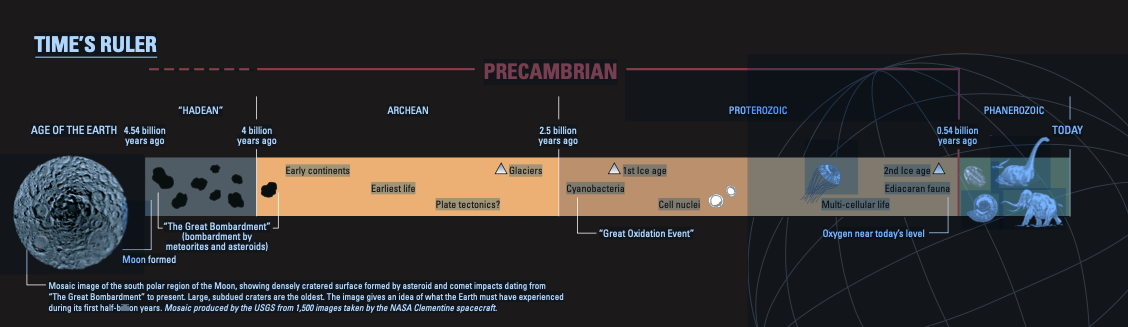 TIME'S RULER
PRECAMBRIAN
"HADEAN"
ARCHEAN
PROTEROZOIC
PHANEROZOIC
AGE OF THE EARTH
4.54 billion
years ago
4 billion
years ago
2.5 billion
years ago
0.54 billion
years ago
TODAY
Early continents
Glaciers
1st Ice age
2nd Ice age
Earliest life
Cyanobacteria
Ediacaran fauna
Plate tectonics?
Cell nuclei
Multi-cellular life
"The Great Bombardment"
(bombardment by
meteorites and asteroids)
"Great Oxidation Event"
Oxygen near today's level
Moon formed
Mosaic image of the south polar region of the Moon, showing densely cratered surface formed by asteroid and comet impacts dating from
"The Great Bombardment" to present. Large, subdued craters are the oldest. The image gives an idea of what the Earth must have experienced
during its first half-billion years. Mosaic produced by the USGS from 1,500 images taken by the NASA Clementine spacecraft.